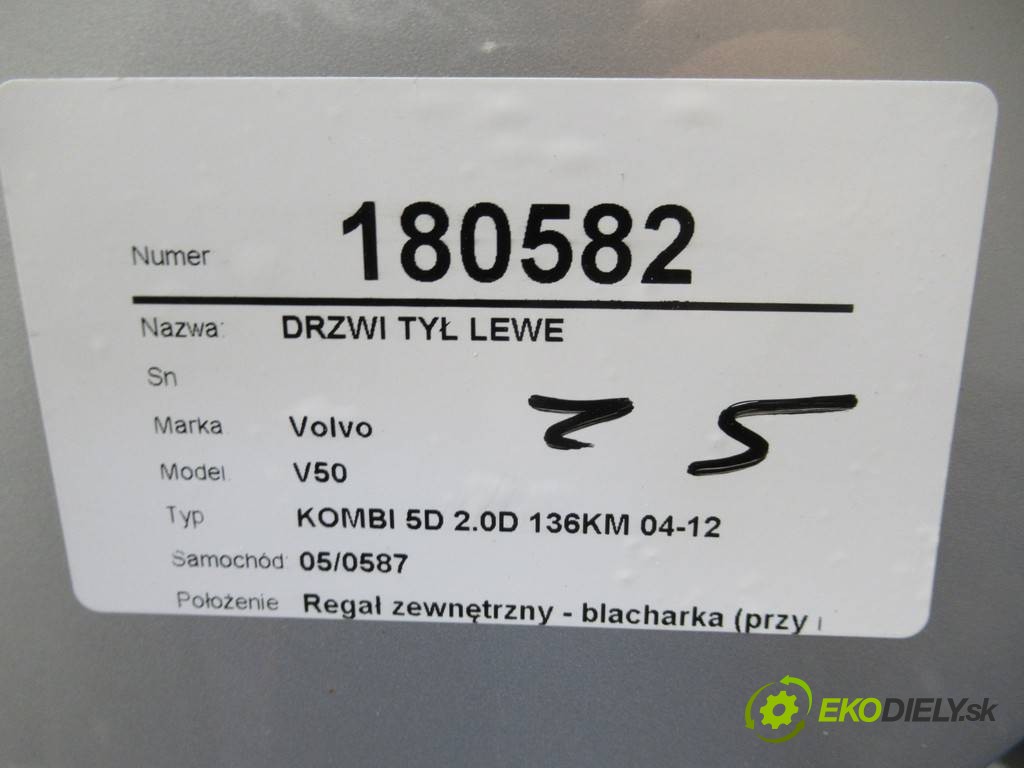 Numer 180582
Nazwa: DRZWI TYŁ LEWE
Sn
Marka Volvo
Model V50
Typ KOMBI 5D 2.0D 136KM 04-12
Samochód: 05/0587
Położenie Regał zewnętrzny - blacharka (przy
EKODIELY.sk